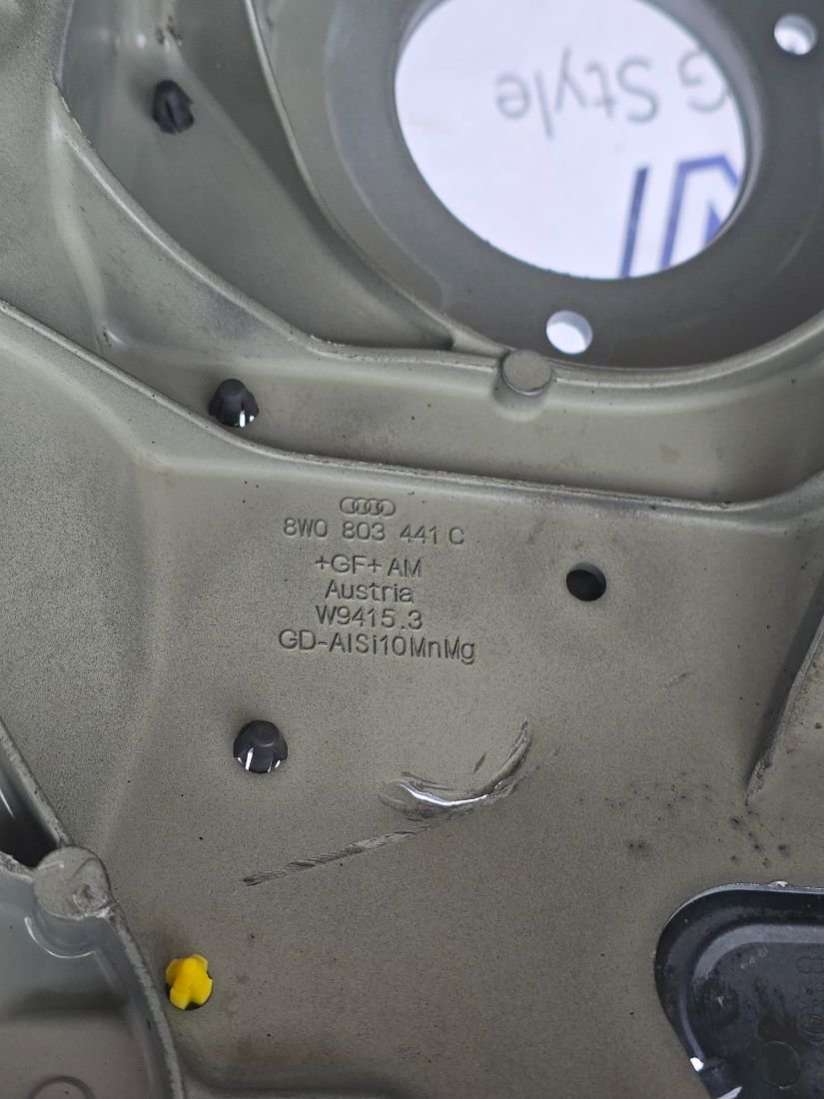 G Style
8W0 803 441 C
+GF+ AM
Austria
W9415.3
GD-AlSi10MnMg